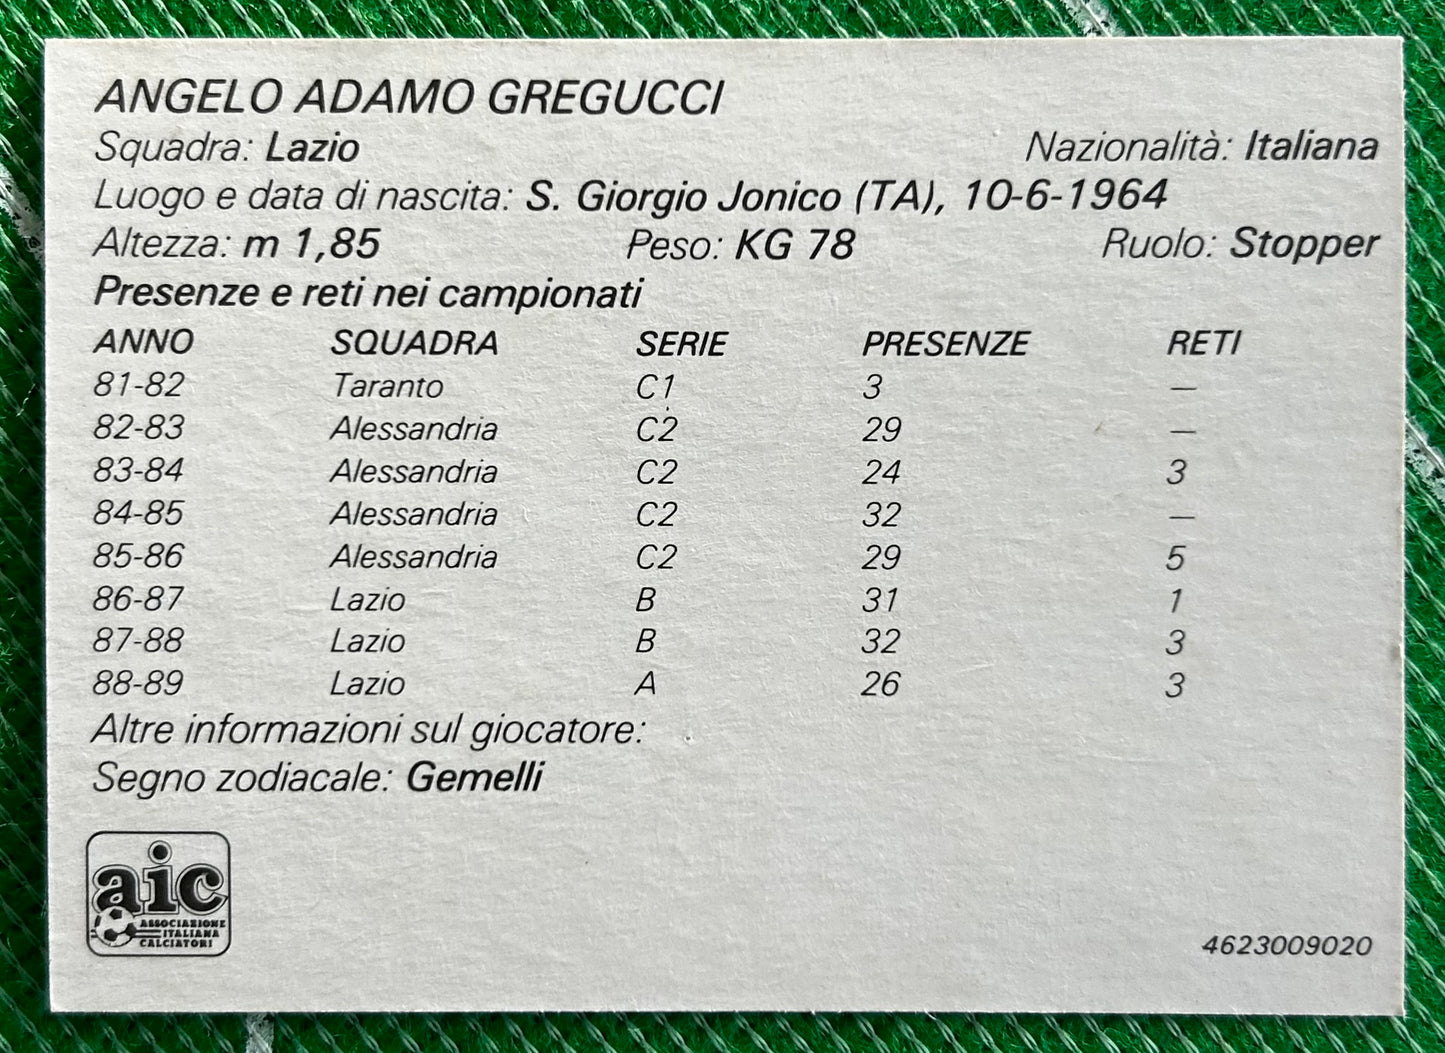 ANGELO ADAMO GREGUCCI
Squadra: Lazio Nazionalità: Italiana
Luogo e data di nascita: S. Giorgio Jonico (TA), 10-6-1964
Altezza: m 1,85 Peso: KG 78 Ruolo: Stopper
Presenze e reti nei campionati
ANNO SQUADRA SERIE PRESENZE RETI
81-82 Taranto C1 3 —
82-83 Alessandria C2 29 —
83-84 Alessandria C2 24 3
84-85 Alessandria C2 32 —
85-86 Alessandria C2 29 5
86-87 Lazio B 31 1
87-88 Lazio B 32 3
88-89 Lazio A 26 3
Altre informazioni sul giocatore:
Segno zodiacale: Gemelli
aic
ASSOCIAZIONE
ITALIANA
CALCIATORI
4623009020